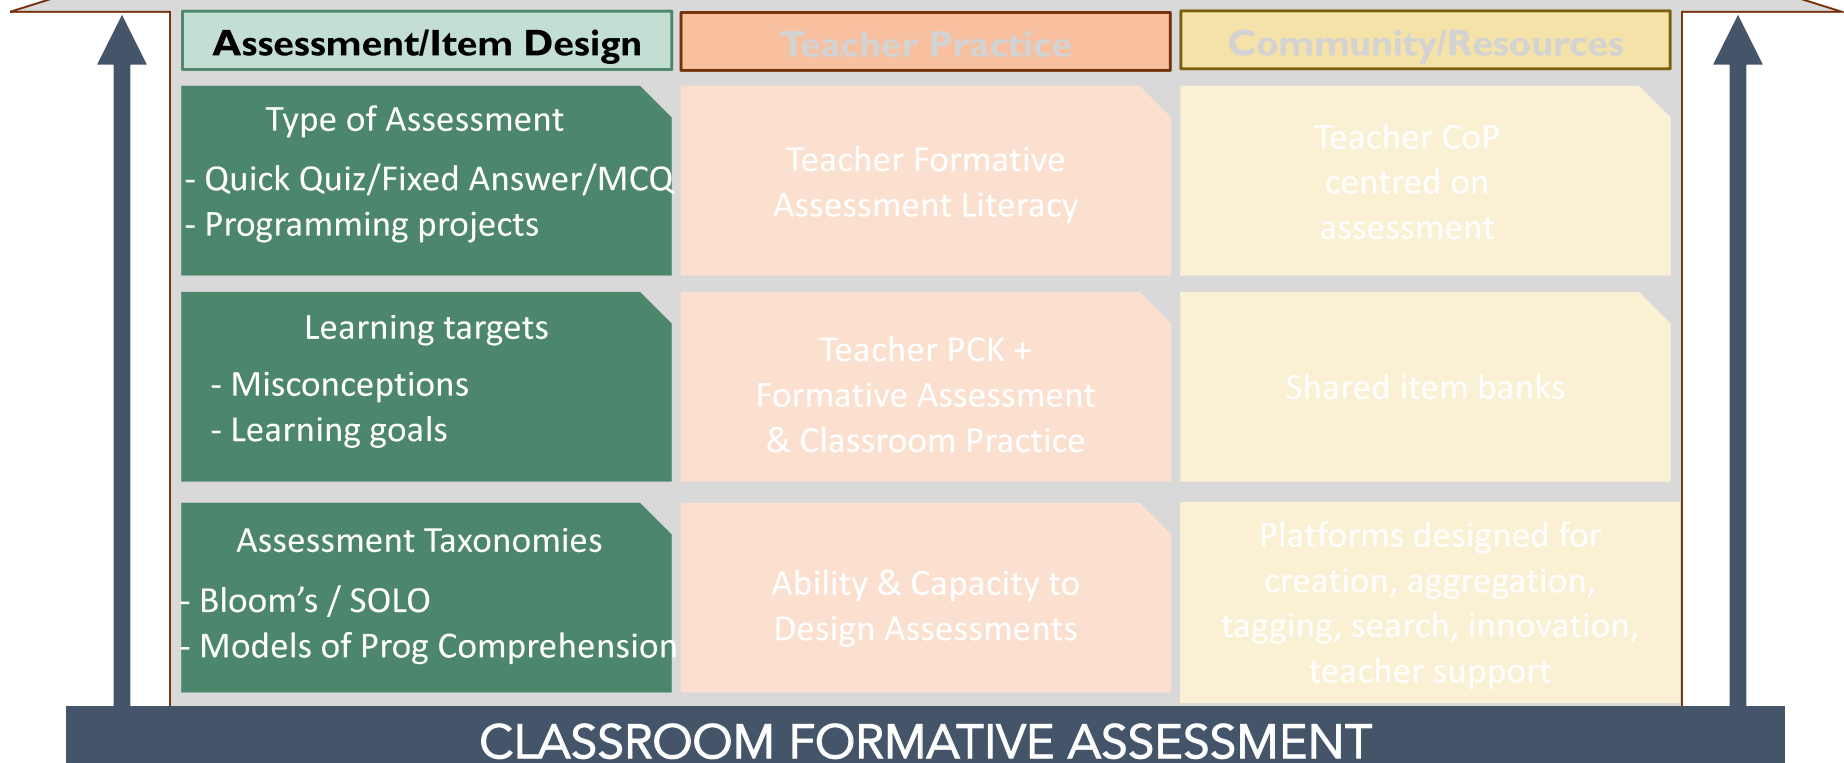 Assessment/Item Design
Type of Assessment
- Quick Quiz/Fixed Answer/MCQ
- Programming projects
Learning targets
- Misconceptions
- Learning goals
Assessment Taxonomies
- Bloom’s / SOLO
- Models of Prog Comprehension
Teacher Practice
Teacher Formative
Assessment Literacy
Teacher PCK +
Formative Assessment
& Classroom Practice
Ability & Capacity to
Design Assessments
Community/Resources
Teacher CoP
centred on
assessment
Shared item banks
Platforms designed for
creation, aggregation,
tagging, search, innovation,
teacher support
CLASSROOM FORMATIVE ASSESSMENT